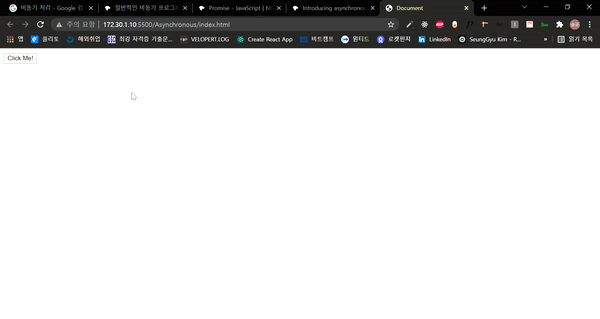 비동기 처리 - Google 검
일반적인 비동기 프로그래
Promise - JavaScript | M
Introducing asynchrono
Document
주의 요함 172.30.1.10:5500/Asynchronous/index.html
앱 플리토 해외취업 최강 자격증 기출문... VELOPERT.LOG Create React App 비트캠프 원티드 로켓펀치 LinkedIn SeungGyu Kim - R... » 읽기 목록
Click Me!